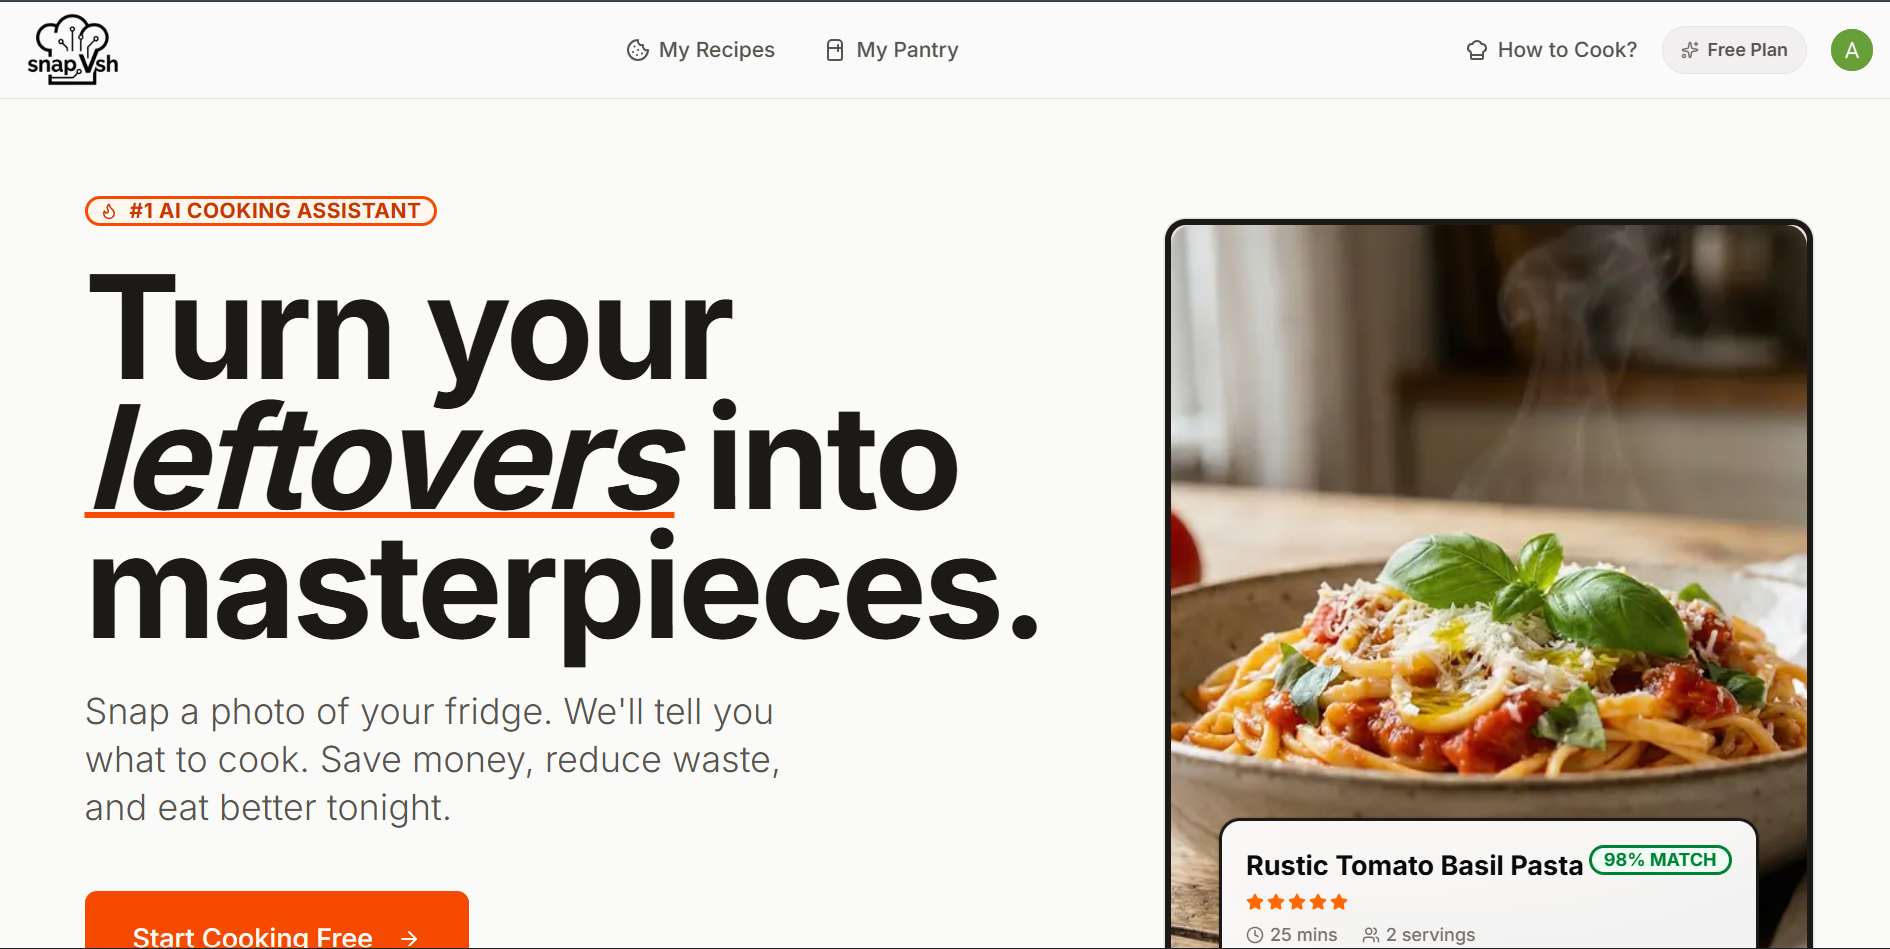 snap.Vsh
My Recipes
My Pantry
How to Cook?
Free Plan
A
#1 AI COOKING ASSISTANT
Turn your
leftovers into
masterpieces.
Snap a photo of your fridge. We'll tell you
what to cook. Save money, reduce waste,
and eat better tonight.
Start Cooking Free
Rustic Tomato Basil Pasta
98% MATCH
25 mins
2 servings